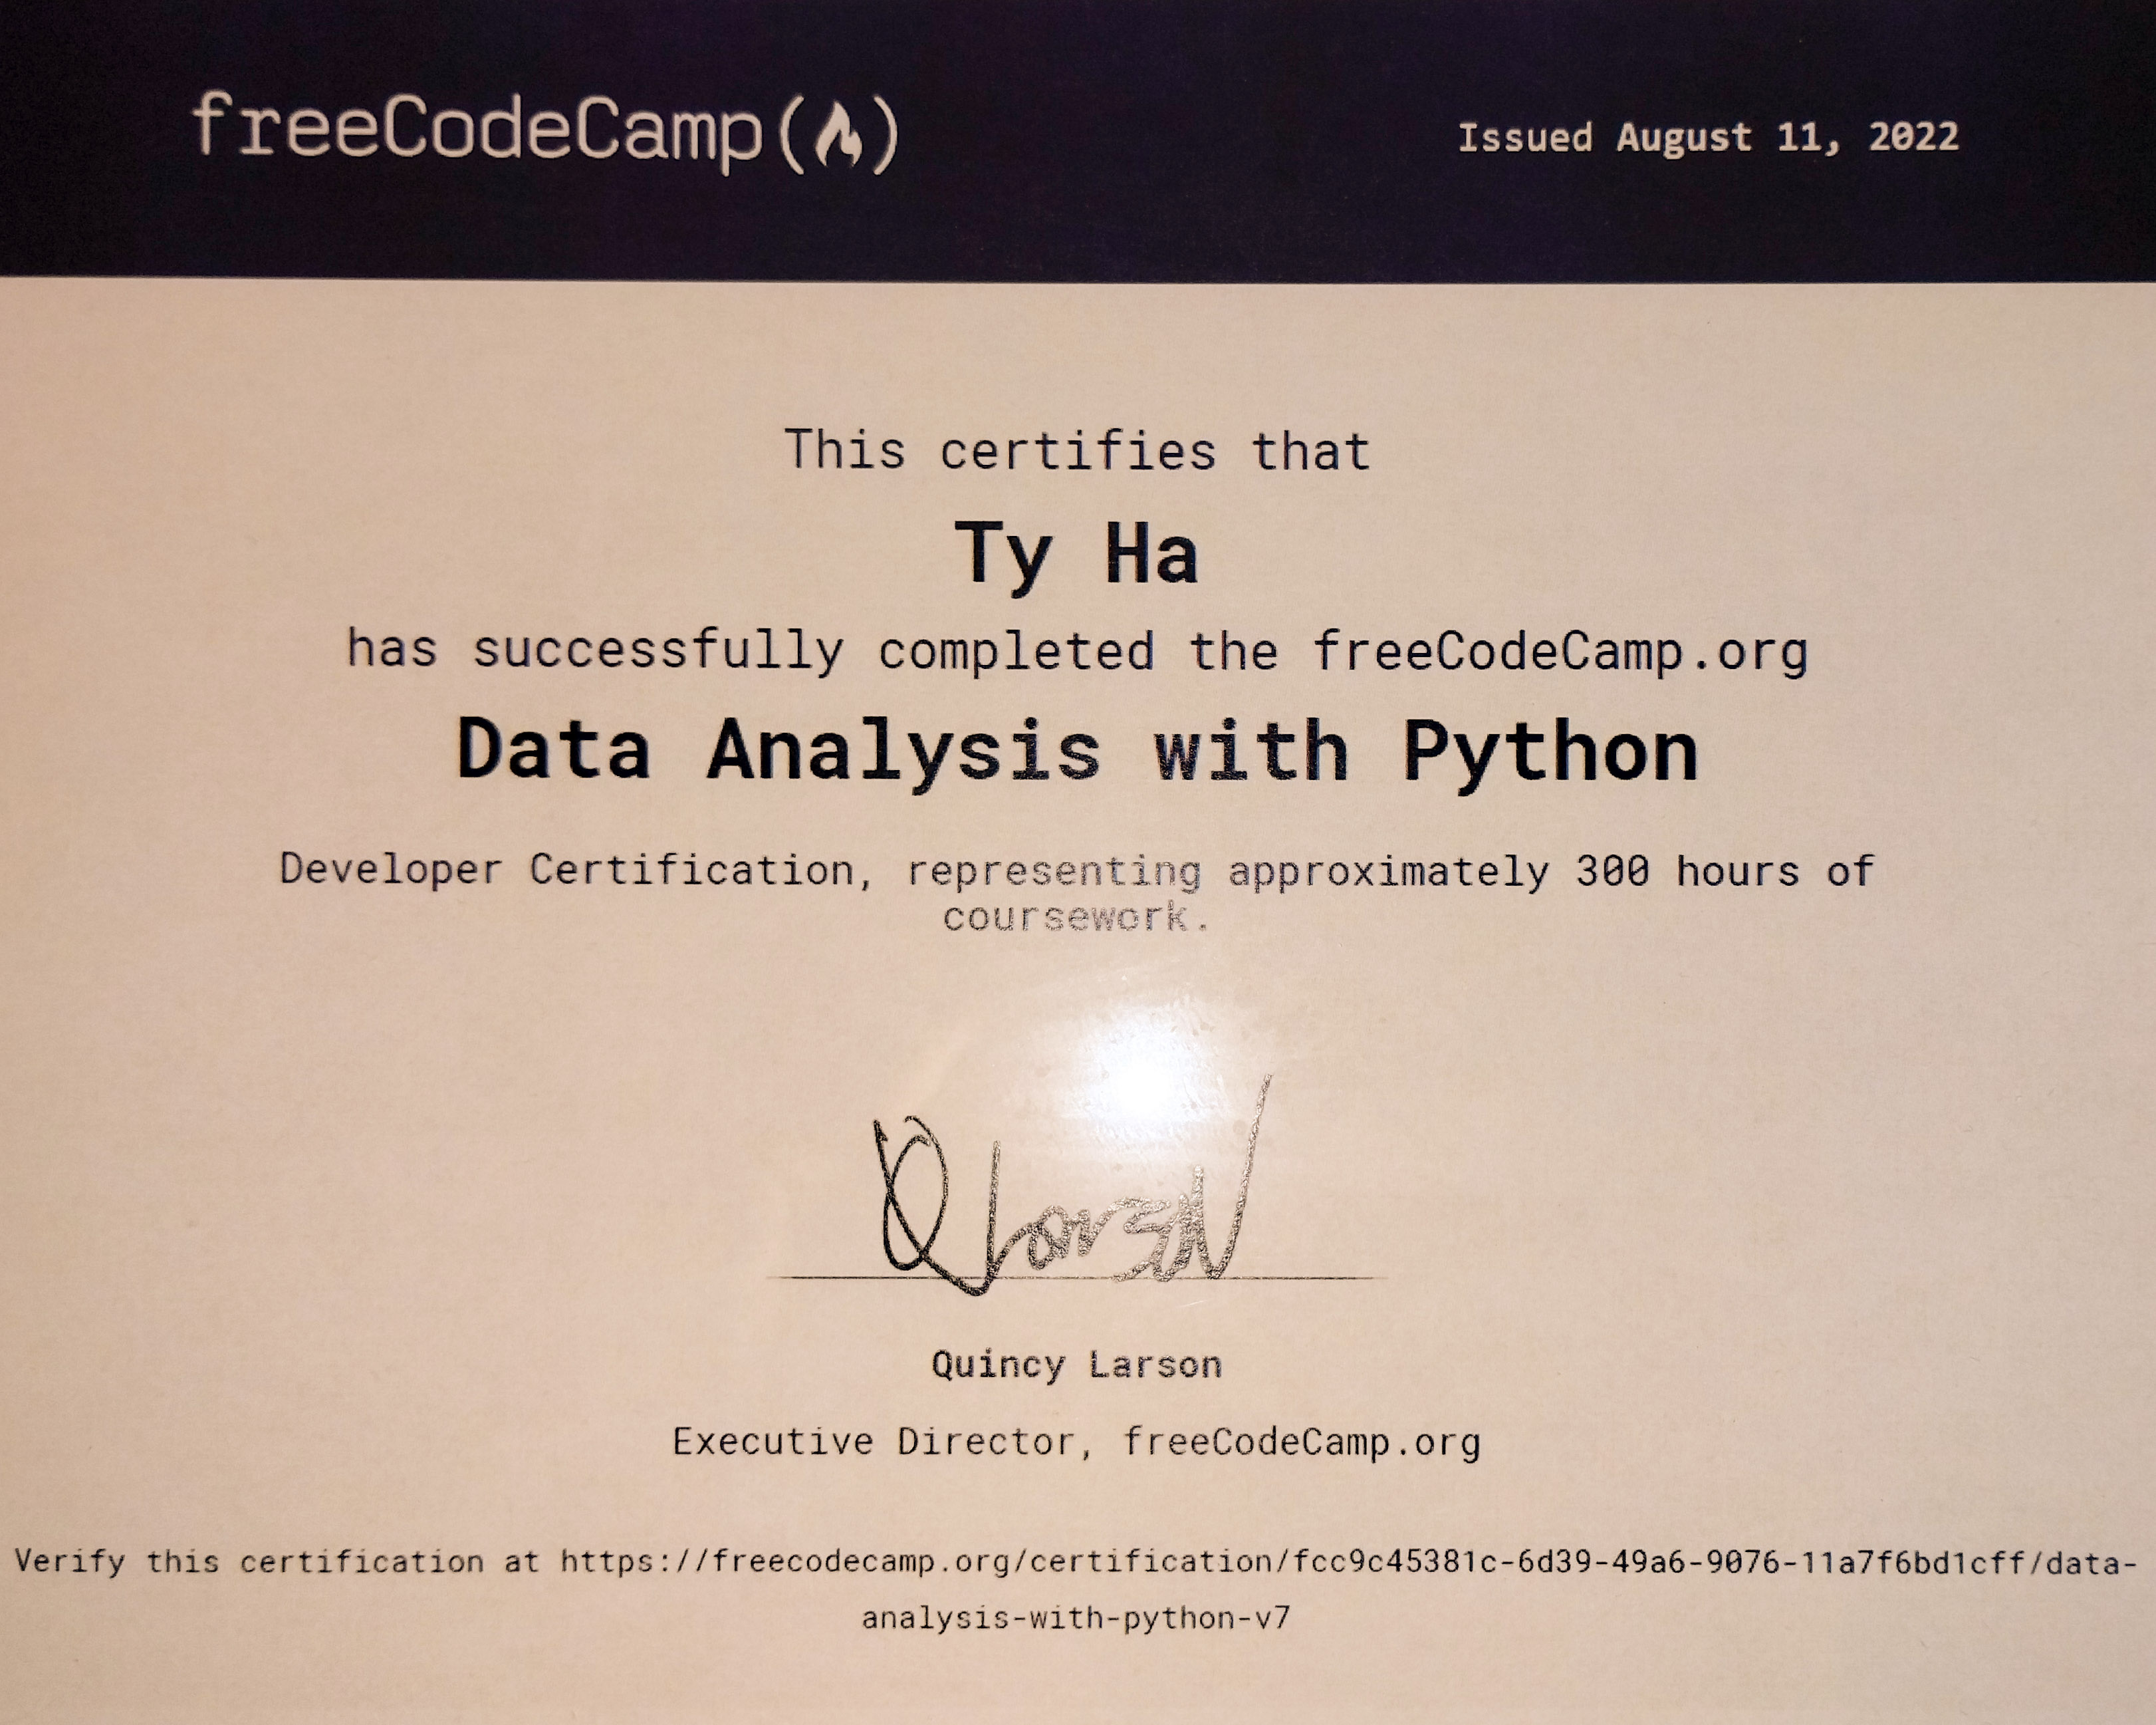 freeCodeCamp(🔥)
Issued August 11, 2022
This certifies that
Ty Ha
has successfully completed the freeCodeCamp.org
Data Analysis with Python
Developer Certification, representing approximately 300 hours of
coursework.
Q Larson
Quincy Larson
Executive Director, freeCodeCamp.org
Verify this certification at https://freecodecamp.org/certification/fcc9c45381c-6d39-49a6-9076-11a7f6bd1cff/data-
analysis-with-python-v7